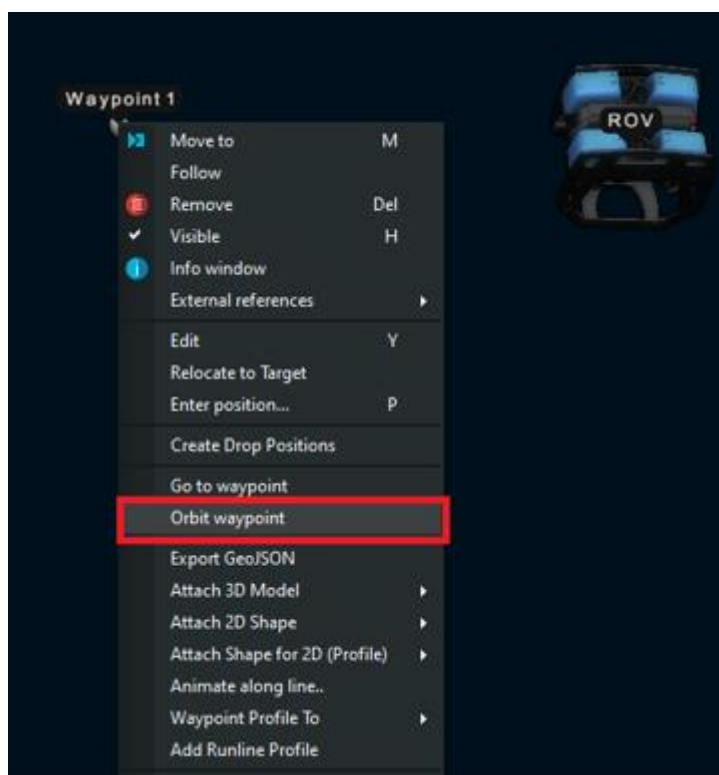 Waypoint 1
ROV
Move to M
Follow
Remove Del
Visible H
Info window
External references
Edit Y
Relocate to Target
Enter position... P
Create Drop Positions
Go to waypoint
Orbit waypoint
Export GeoJSON
Attach 3D Model
Attach 2D Shape
Attach Shape for 2D (Profile)
Animate along line..
Waypoint Profile To
Add Runline Profile